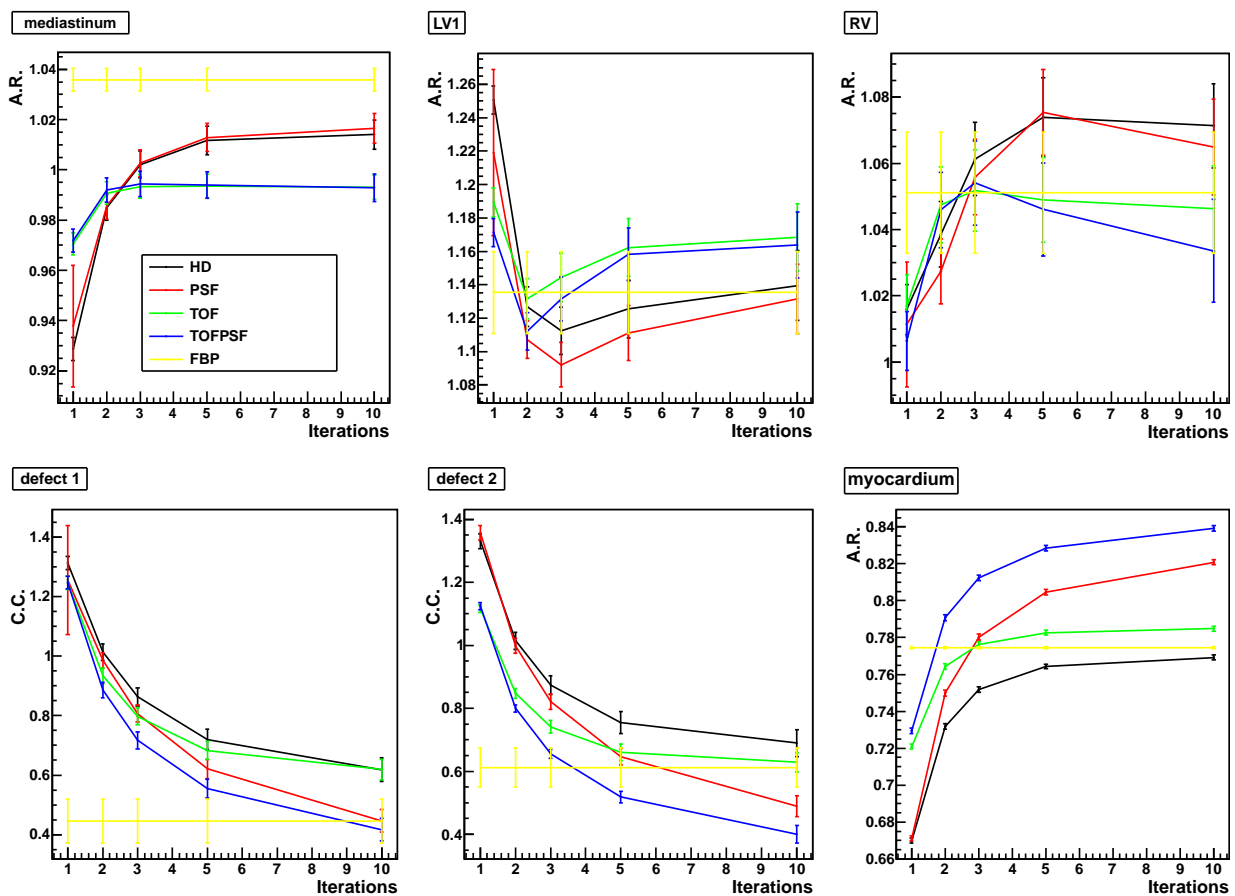 mediastinum
A.R.
1.04
1.02
1
0.98
0.96
0.94
0.92
HD
PSF
TOF
TOFPSF
FBP
1 2 3 4 5 6 7 8 9 10
Iterations
LV1
A.R.
1.26
1.24
1.22
1.2
1.18
1.16
1.14
1.12
1.1
1.08
1 2 3 4 5 6 7 8 9 10
Iterations
RV
A.R.
1.08
1.06
1.04
1.02
1
1 2 3 4 5 6 7 8 9 10
Iterations
defect 1
C.C.
1.4
1.2
1
0.8
0.6
0.4
1 2 3 4 5 6 7 8 9 10
Iterations
defect 2
C.C.
1.4
1.2
1
0.8
0.6
0.4
1 2 3 4 5 6 7 8 9 10
Iterations
myocardium
A.R.
0.84
0.82
0.8
0.78
0.76
0.74
0.72
0.7
0.68
0.66
1 2 3 4 5 6 7 8 9 10
Iterations